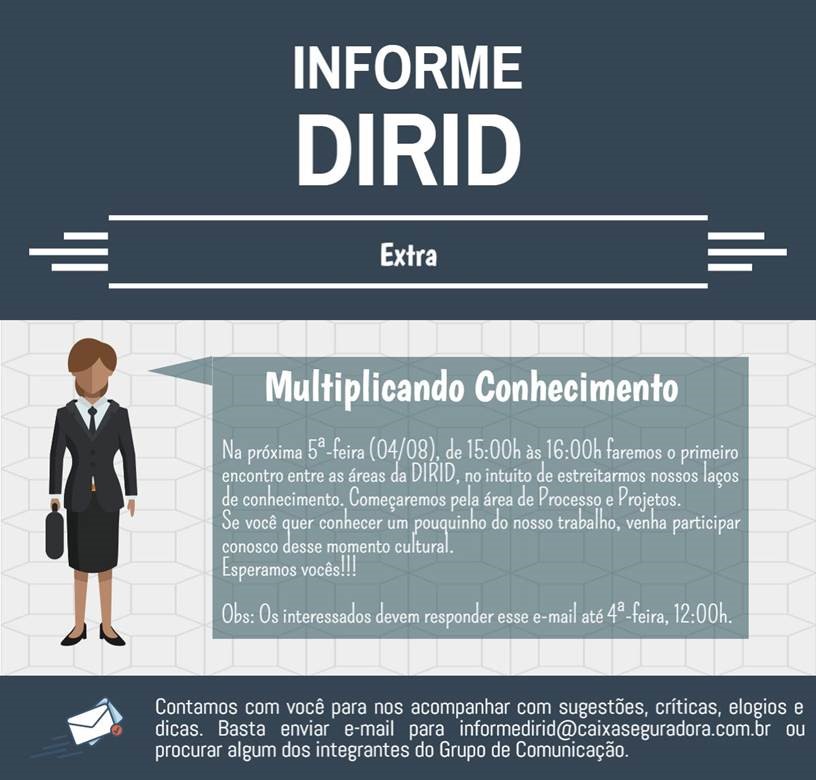 INFORME
DIRID
Extra
Multiplicando Conhecimento
Na próxima 5ª-feira (04/08), de 15:00h às 16:00h faremos o primeiro
encontro entre as áreas da DIRID, no intuito de estreitarmos nossos laços
de conhecimento. Começaremos pela área de Processo e Projetos.
Se você quer conhecer um pouquinho do nosso trabalho, venha participar
conosco desse momento cultural.
Esperamos vocês!!!
Obs: Os interessados devem responder esse e-mail até 4ª-feira, 12:00h.
Contamos com você para nos acompanhar com sugestões, críticas, elogios e
dicas. Basta enviar e-mail para informedirid@caixaseguradora.com.br ou
procurar algum dos integrantes do Grupo de Comunicação.